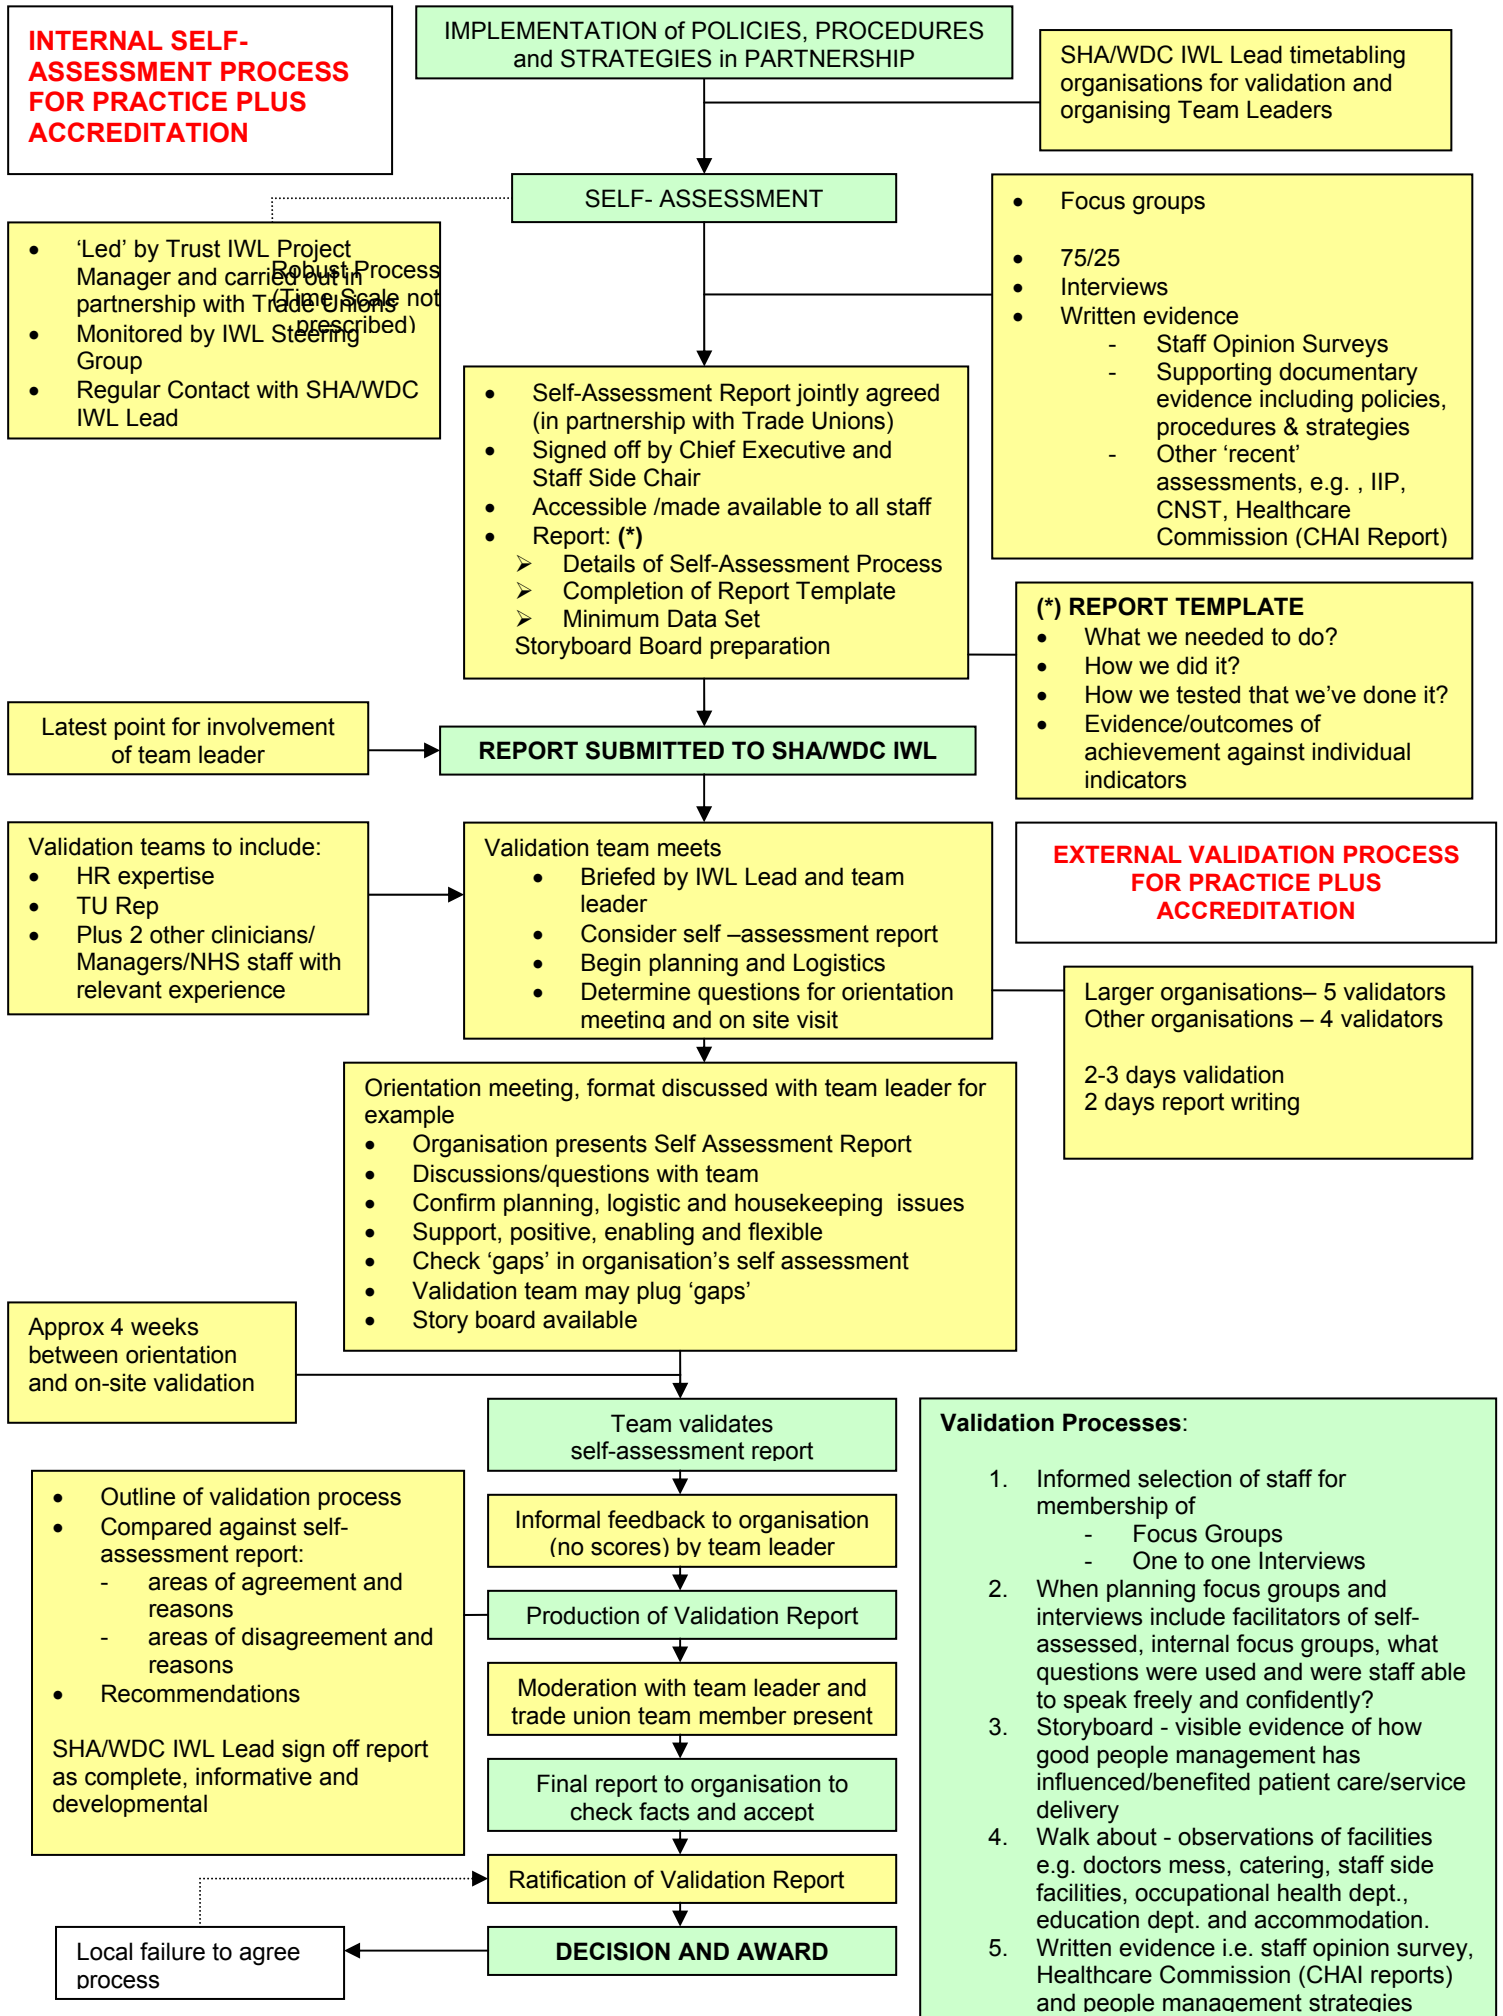 INTERNAL SELF-
ASSESSMENT PROCESS
FOR PRACTICE PLUS
ACCREDITATION
IMPLEMENTATION of POLICIES, PROCEDURES
and STRATEGIES in PARTNERSHIP
SHA/WDC IWL Lead timetabling
organisations for validation and
organising Team Leaders
SELF- ASSESSMENT
• Focus groups
• 75/25
• Interviews
• Written evidence
- Staff Opinion Surveys
- Supporting documentary
evidence including policies,
procedures & strategies
- Other ‘recent’
assessments, e.g. , IIP,
CNST, Healthcare
Commission (CHAI Report)
• ‘Led’ by Trust IWL Project
Manager and carried out in
partnership with Trade Unions
• Monitored by IWL Steering
Group
• Regular Contact with SHA/WDC
IWL Lead
Robust Process
(Time Scale not
prescribed)
• Self-Assessment Report jointly agreed
(in partnership with Trade Unions)
• Signed off by Chief Executive and
Staff Side Chair
• Accessible /made available to all staff
• Report: (*)
➢ Details of Self-Assessment Process
➢ Completion of Report Template
➢ Minimum Data Set
Storyboard Board preparation
(*) REPORT TEMPLATE
• What we needed to do?
• How we did it?
• How we tested that we’ve done it?
• Evidence/outcomes of
achievement against individual
indicators
Latest point for involvement
of team leader
REPORT SUBMITTED TO SHA/WDC IWL
Validation teams to include:
• HR expertise
• TU Rep
• Plus 2 other clinicians/
Managers/NHS staff with
relevant experience
Validation team meets
• Briefed by IWL Lead and team
leader
• Consider self –assessment report
• Begin planning and Logistics
• Determine questions for orientation
meeting and on site visit
EXTERNAL VALIDATION PROCESS
FOR PRACTICE PLUS
ACCREDITATION
Larger organisations– 5 validators
Other organisations – 4 validators
2-3 days validation
2 days report writing
Orientation meeting, format discussed with team leader for
example
• Organisation presents Self Assessment Report
• Discussions/questions with team
• Confirm planning, logistic and housekeeping issues
• Support, positive, enabling and flexible
• Check ‘gaps’ in organisation’s self assessment
• Validation team may plug ‘gaps’
• Story board available
Approx 4 weeks
between orientation
and on-site validation
Team validates
self-assessment report
Informal feedback to organisation
(no scores) by team leader
Production of Validation Report
Moderation with team leader and
trade union team member present
Final report to organisation to
check facts and accept
Ratification of Validation Report
DECISION AND AWARD
• Outline of validation process
• Compared against self-
assessment report:
- areas of agreement and
reasons
- areas of disagreement and
reasons
• Recommendations
SHA/WDC IWL Lead sign off report
as complete, informative and
developmental
Local failure to agree
process
Validation Processes:
1. Informed selection of staff for
membership of
- Focus Groups
- One to one Interviews
2. When planning focus groups and
interviews include facilitators of self-
assessed, internal focus groups, what
questions were used and were staff able
to speak freely and confidently?
3. Storyboard - visible evidence of how
good people management has
influenced/benefited patient care/service
delivery
4. Walk about - observations of facilities
e.g. doctors mess, catering, staff side
facilities, occupational health dept.,
education dept. and accommodation.
5. Written evidence i.e. staff opinion survey,
Healthcare Commission (CHAI reports)
and people management strategies